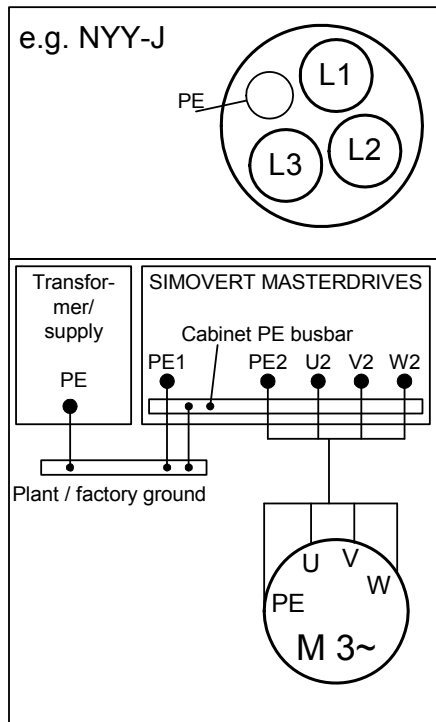 e.g. NYY-J
PE
L1
L2
L3
Transfor-
mer/
supply
PE
SIMOVERT MASTERDRIVES
Cabinet PE busbar
PE1
PE2
U2
V2
W2
Plant / factory ground
PE
U
V
W
M 3~